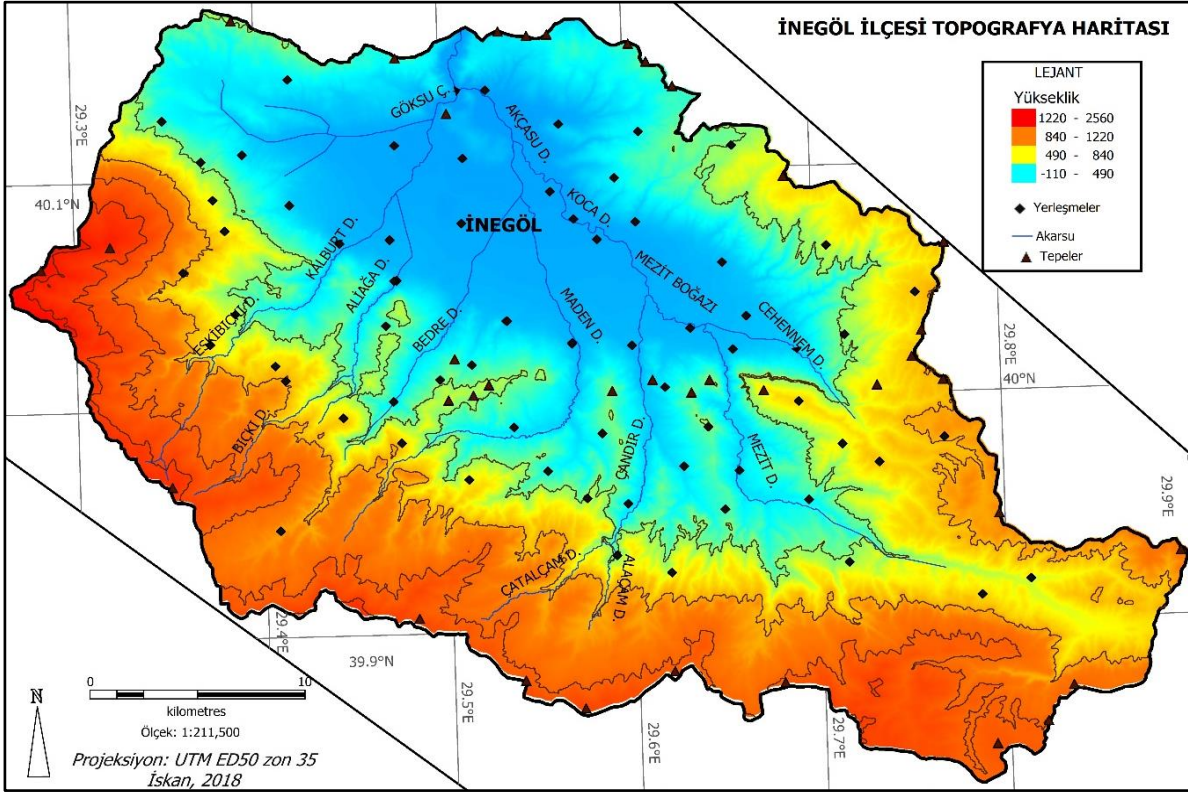 İNEGÖL İLÇESİ TOPOGRAFYA HARİTASI
LEJANT
Yükseklik
1220 - 2560
840 - 1220
490 - 840
-110 - 490
Yerleşmeler
Akarsu
Tepeler
29.3°E
40.1°N
GÖKSU Ç.
AKCASU D.
KOCA D.
İNEGÖL
KALBURT D.
ALİAĞA D.
MEZİT BOĞAZI
CEHENNEM D.
ESKİBIÇKI D.
BEDRE D.
MADEN D.
29.8°E
40°N
BIÇKI D.
ÇANDIR D.
MEZİT D.
29.9°E
ÇATALÇAM D.
ALAÇAM D.
29.4°E
39.9°N
29.5°E
29.6°E
29.7°E
N
0 10
kilometres
Ölçek: 1:211,500
Projeksiyon: UTM ED50 zon 35
İskan, 2018